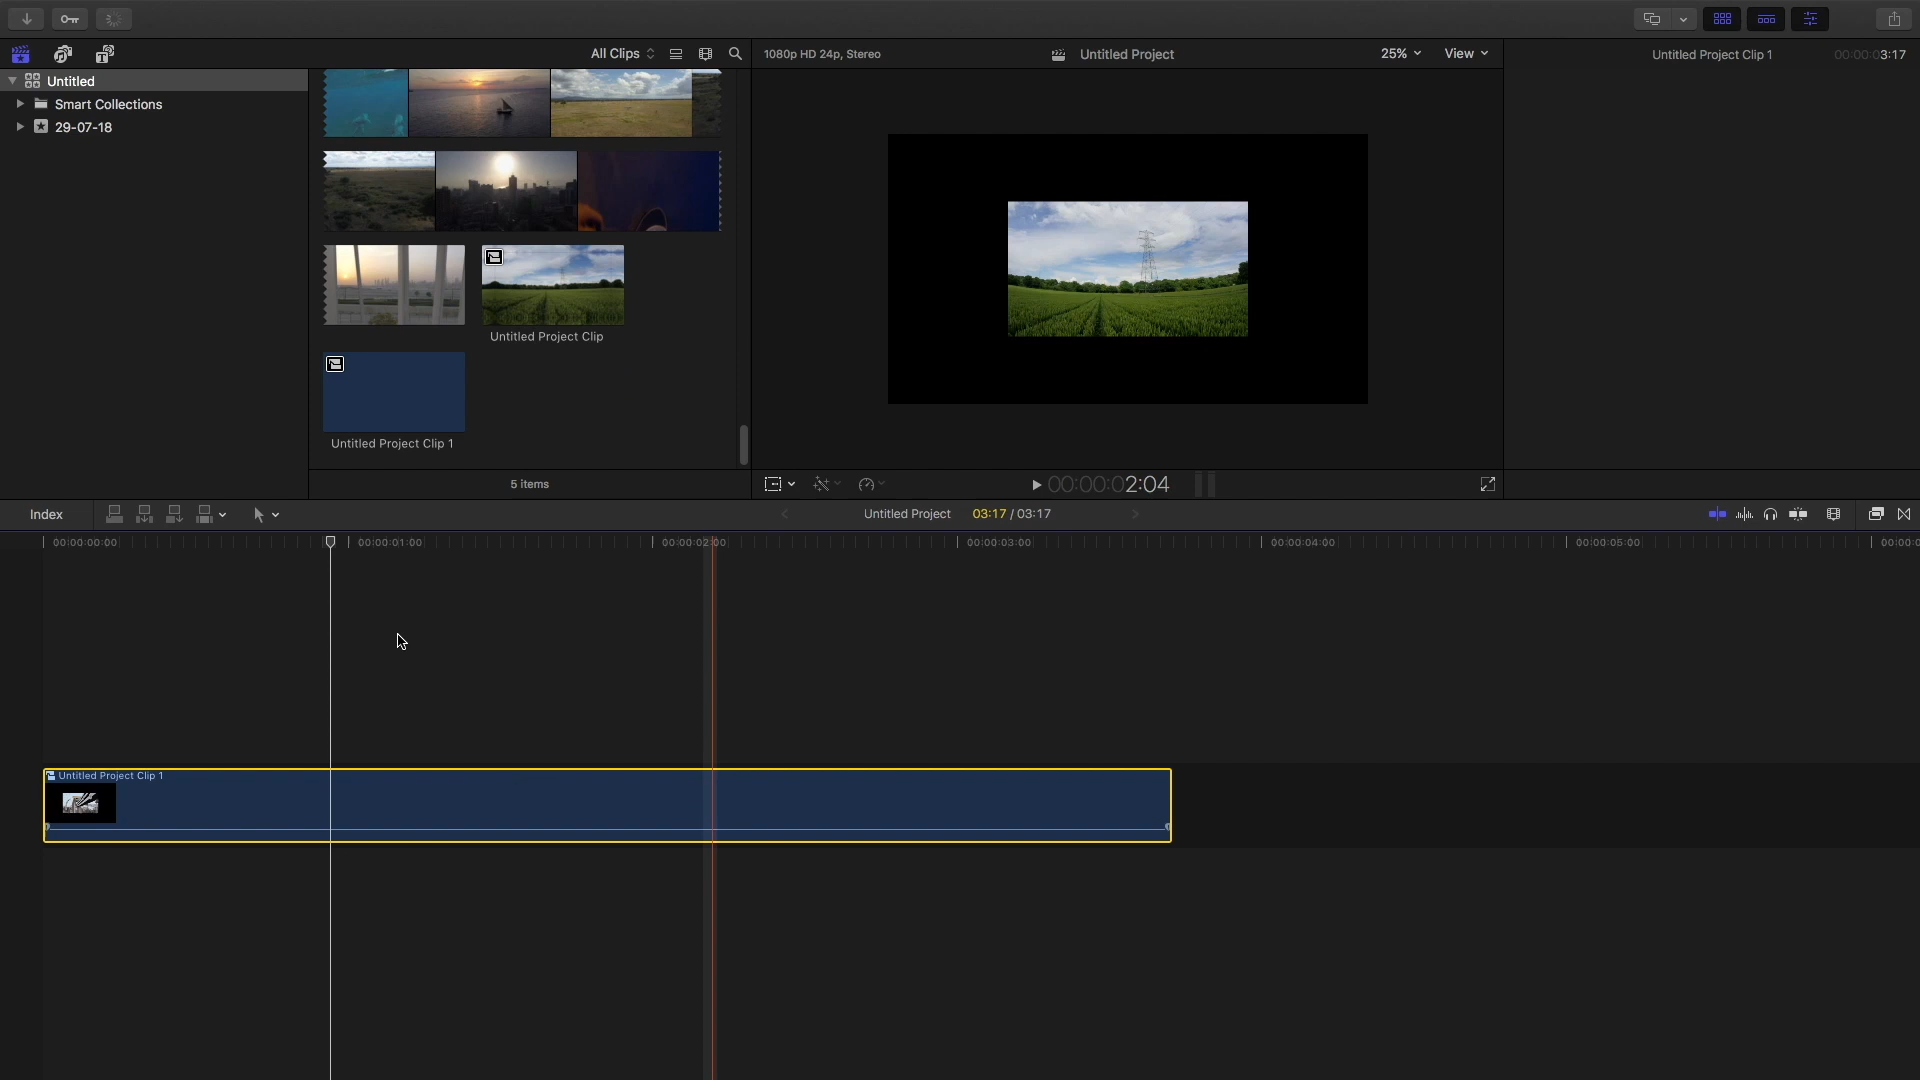 All Clips
1080p HD 24p, Stereo
Untitled Project
25%
View
Untitled Project Clip 1
00:00:03:17
Untitled
Smart Collections
29-07-18
Untitled Project Clip
Untitled Project Clip 1
5 items
00:00:02:04
Index
Untitled Project
03:17 / 03:17
00:00:00:00
00:00:01:00
00:00:02:00
00:00:03:00
00:00:04:00
00:00:05:00
00:00:0
Untitled Project Clip 1